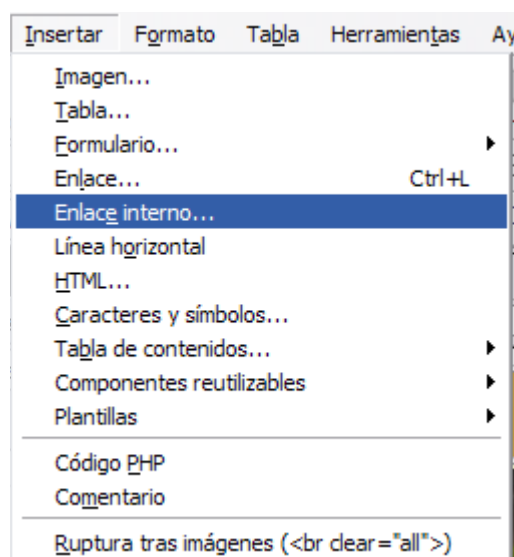 Insertar Formato Tabla Herramientas Ay
Imagen...
Tabla...
Formulario...
Enlace... Ctrl+L
Enlace interno...
Línea horizontal
HTML...
Caracteres y símbolos...
Tabla de contenidos...
Componentes reutilizables
Plantillas
Código PHP
Comentario
Ruptura tras imágenes (<br clear="all">)